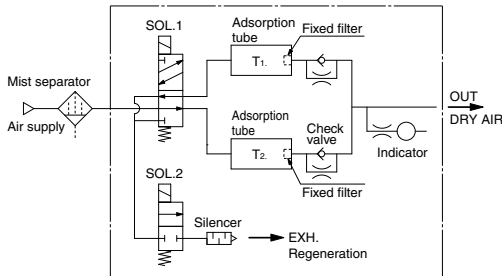 SOL.1
Adsorption
tube
Fixed filter
T1.
Mist separator
Air supply
OUT
DRY AIR
Adsorption
tube
Check
valve
Indicator
T2.
Fixed filter
SOL.2
Silencer
EXH.
Regeneration